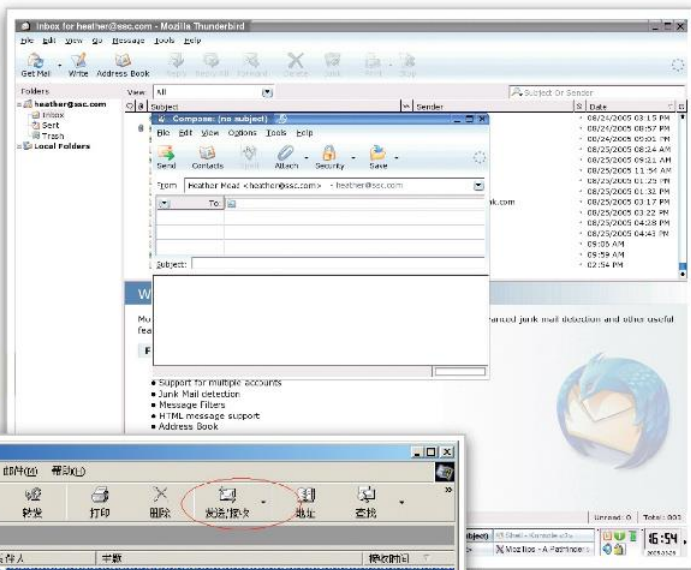 Inbox for heather@ssc.com - Mozilla Thunderbird
File Edit View Go Message Tools Help
Get Mail Write Address Book Reply Reply All Forward Delete Junk Print Stop
Folders
View: All
Subject Or Sender
heather@ssc.com
Inbox
Sent
Trash
Local Folders
Subject Sender Date
08/24/2005 03:15 PM
08/24/2005 08:57 PM
08/24/2005 09:01 PM
08/25/2005 08:24 AM
08/25/2005 09:21 AM
08/25/2005 11:54 AM
08/25/2005 01:25 PM
08/25/2005 01:32 PM
08/25/2005 03:17 PM
08/25/2005 03:22 PM
08/25/2005 04:28 PM
08/25/2005 04:43 PM
09:05 AM
09:59 AM
02:54 PM
Compose: (no subject)
File Edit View Options Tools Help
Send Contacts Spell Attach Security Save
From: Heather Mead <heather@ssc.com> - heather@ssc.com
To:
Subject:
W
Mo
anced junk mail detection and other useful
fea
F
Support for multiple accounts
Junk Mail detection
Message Filters
HTML message support
Address Book
Unread: 0 Total: 803
MozTips - A Pathfinder
16:54
邮件(M) 帮助(H)
转发 打印 删除 发送/接收 地址 查找
主题 接收时间